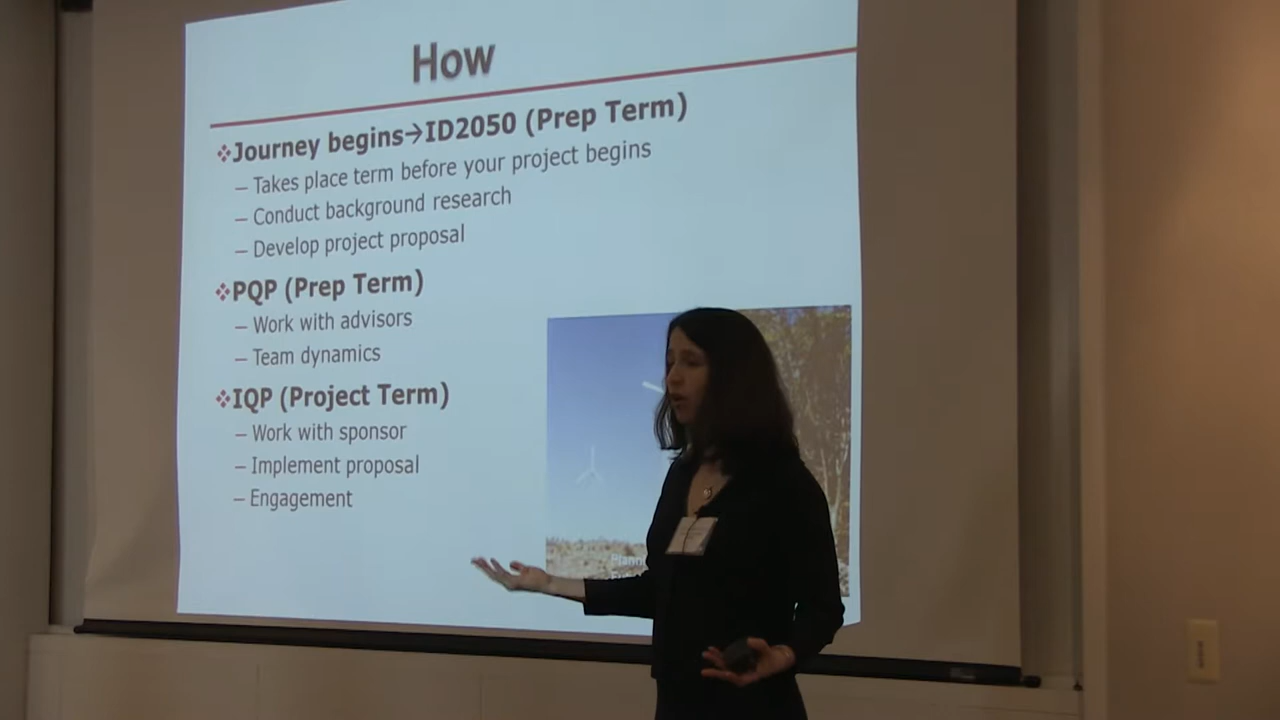 How
❖Journey begins→ID2050 (Prep Term)
– Takes place term before your project begins
– Conduct background research
– Develop project proposal
❖PQP (Prep Term)
– Work with advisors
– Team dynamics
❖IQP (Project Term)
– Work with sponsor
– Implement proposal
– Engagement